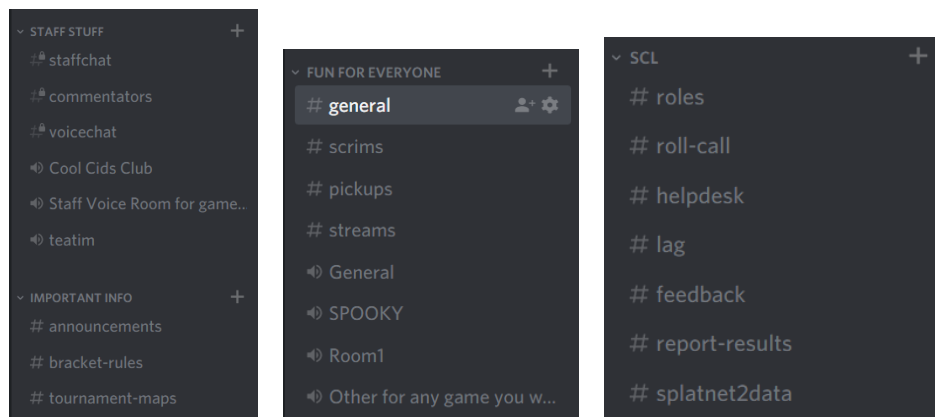 STAFF STUFF
staffchat
commentators
voicechat
Cool Cids Club
Staff Voice Room for game...
teatim
IMPORTANT INFO
announcements
bracket-rules
tournament-maps
FUN FOR EVERYONE
general
scrims
pickups
streams
General
SPOOKY
Room1
Other for any game you w...
SCL
roles
roll-call
helpdesk
lag
feedback
report-results
splatnet2data